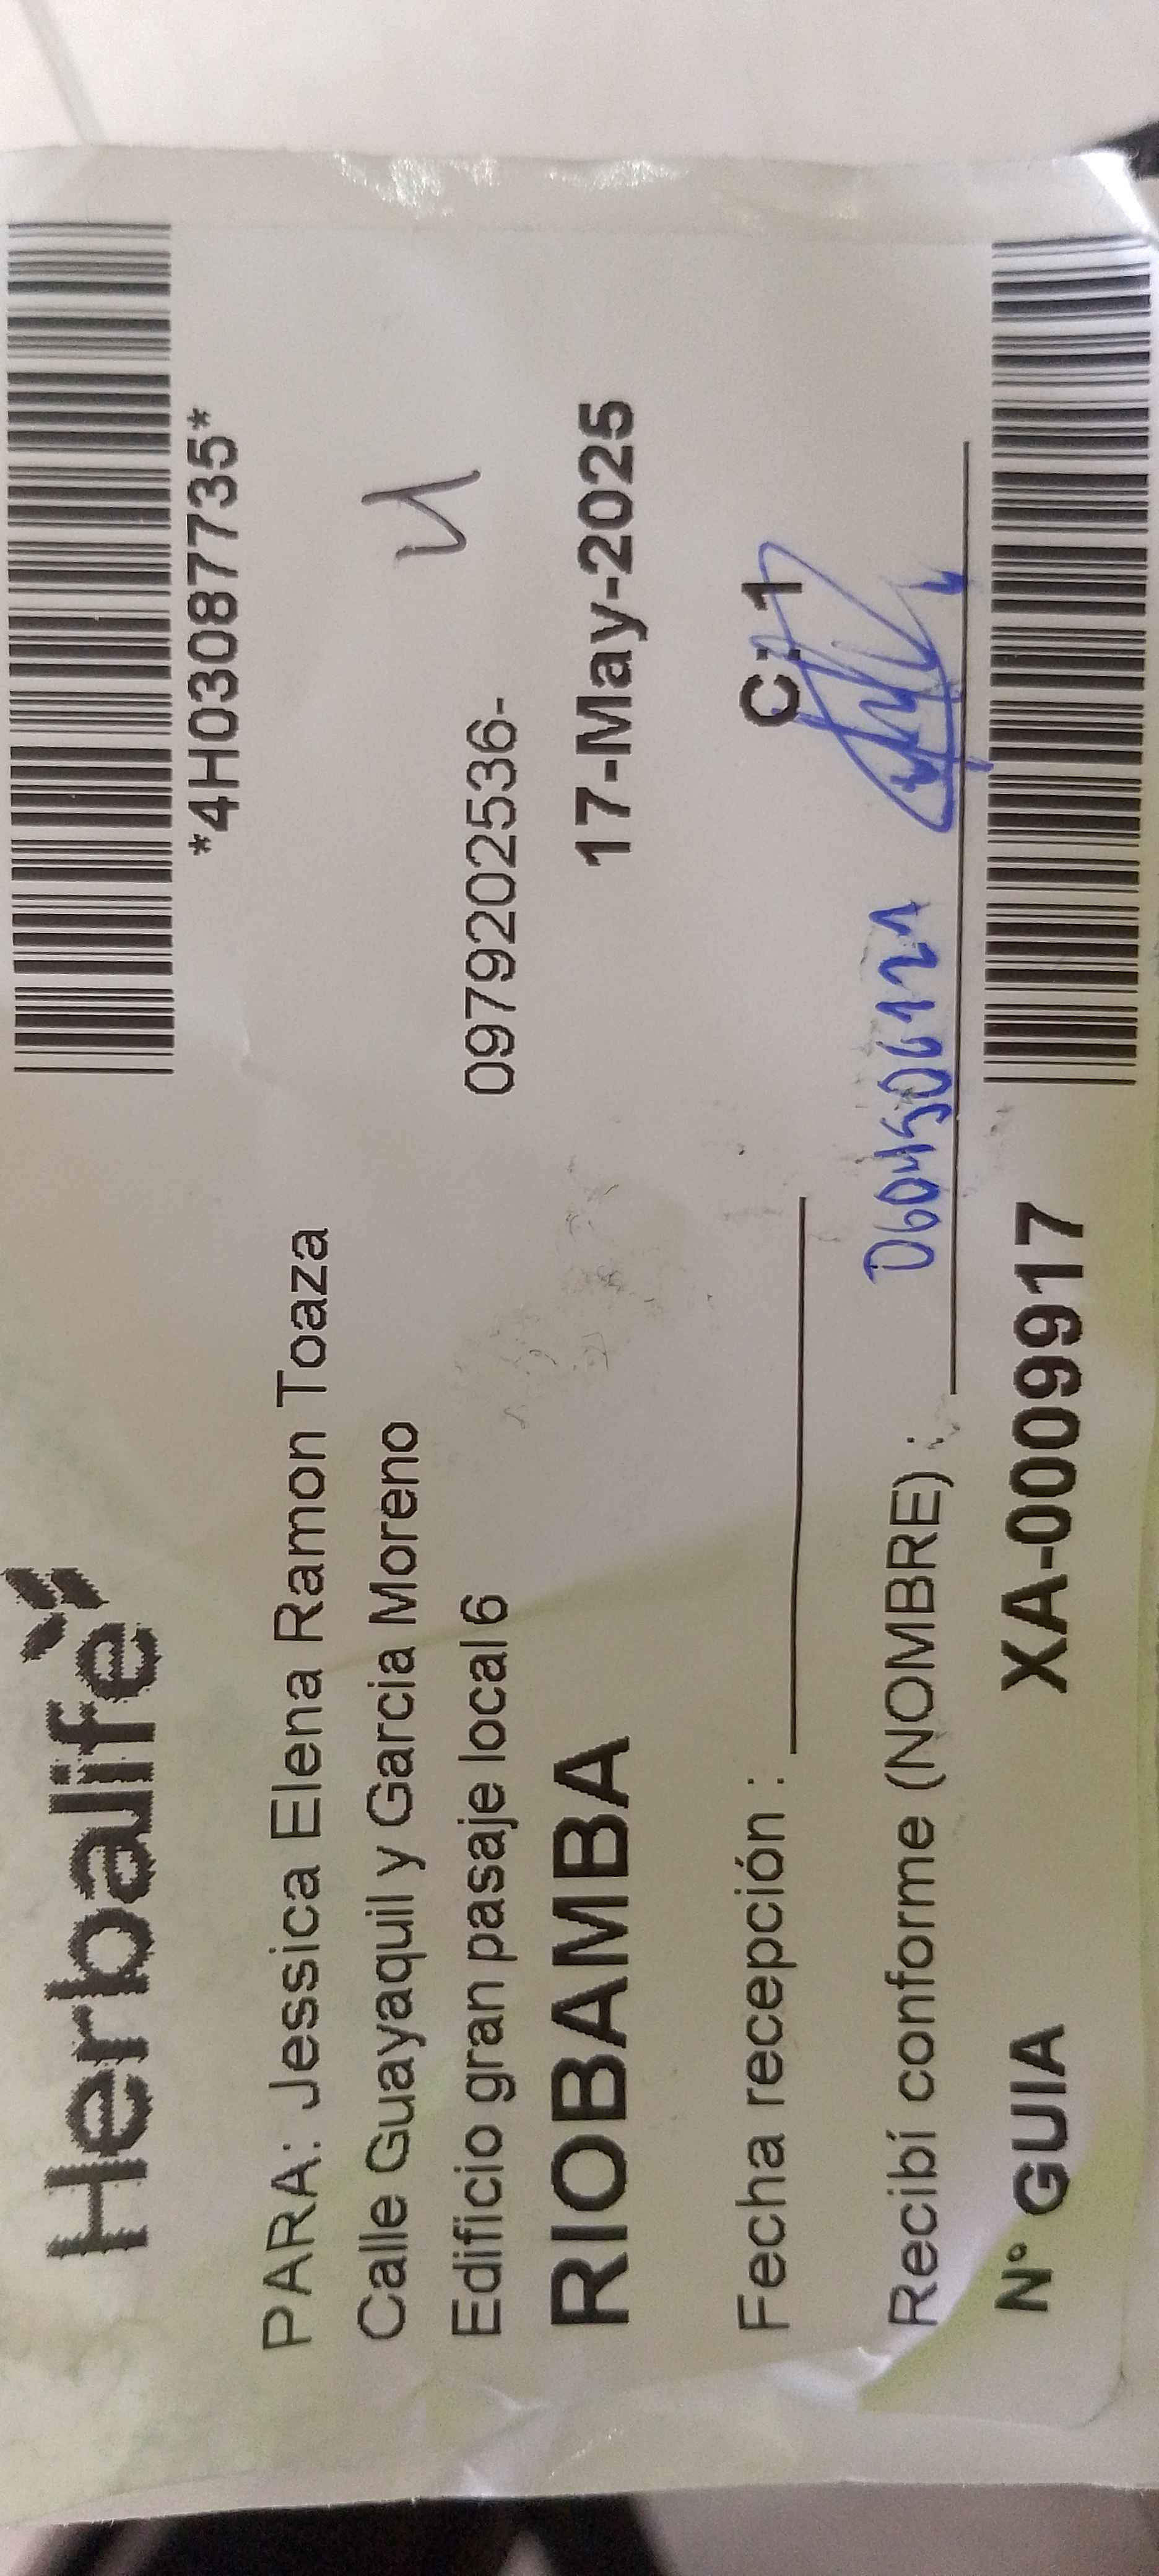 Herbalife
*4H03087735*
PARA: Jessica Elena Ramon Toaza
Calle Guayaquil y Garcia Moreno
Edificio gran pasaje local 6
0979202536-
RIOBAMBA
17-May-2025
Fecha recepción :
C: 1
Recibí conforme (NOMBRE) :
N° GUIA
XA-0009917